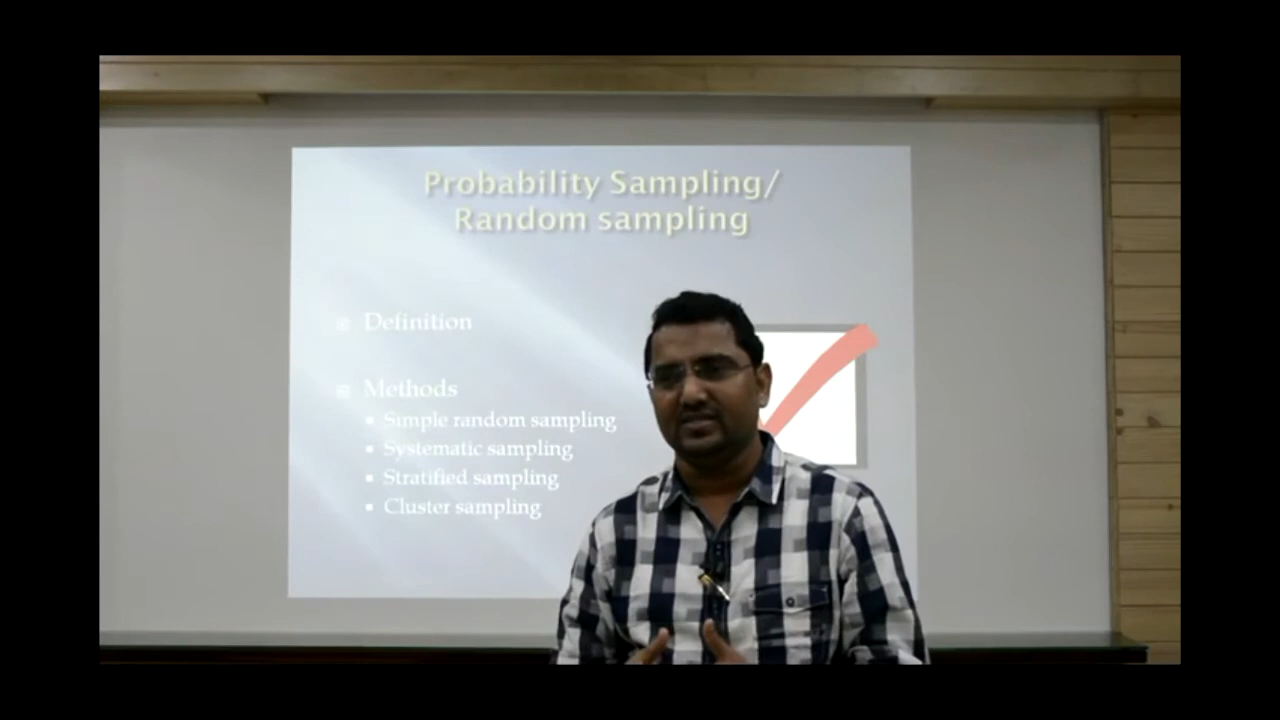 Probability Sampling/
Random sampling
Definition
Methods
Simple random sampling
Systematic sampling
Stratified sampling
Cluster sampling